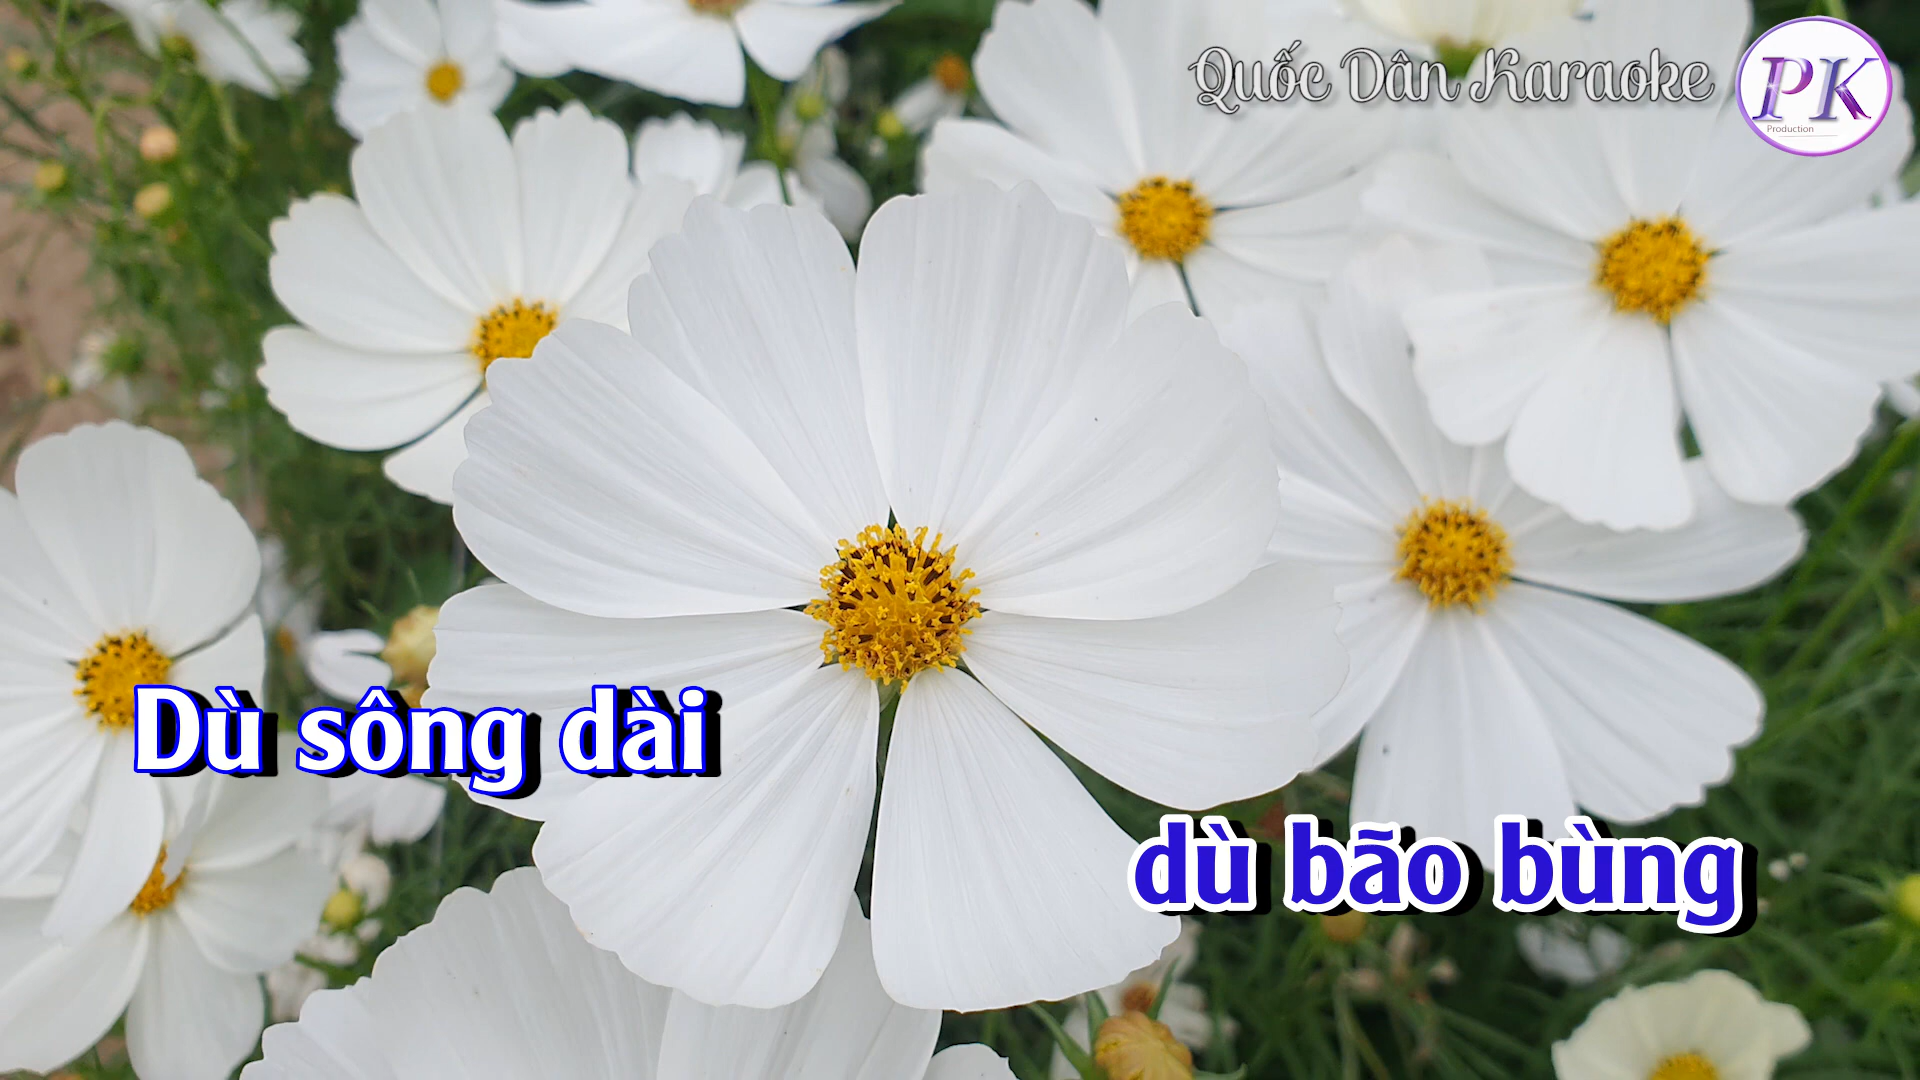 Quốc Dân Karaoke
PK
Production
Dù sông dài
dù bão bùng